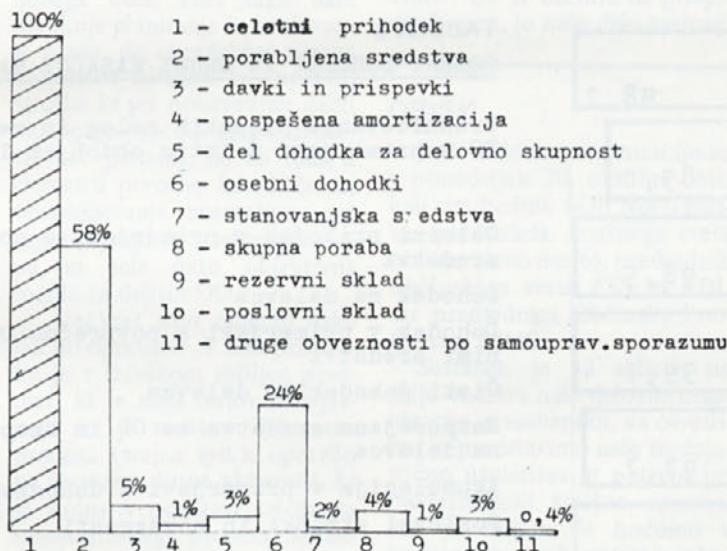 100%
1 - celotni prihodek
2 - porabljena sredstva
3 - davki in prispevki
4 - pospešena amortizacija
5 - del dohodka za delovno skupnost
6 - osebni dohodki
7 - stanovanjska s edstva
8 - skupna poraba
9 - rezervni sklad
1o - poslovni sklad
11 - druge obveznosti po samouprav.sporazumu
58%
24%
5% 1% 3% 2% 4% 1% 3% 0,4%
1 2 3 4 5 6 7 8 9 1o 11